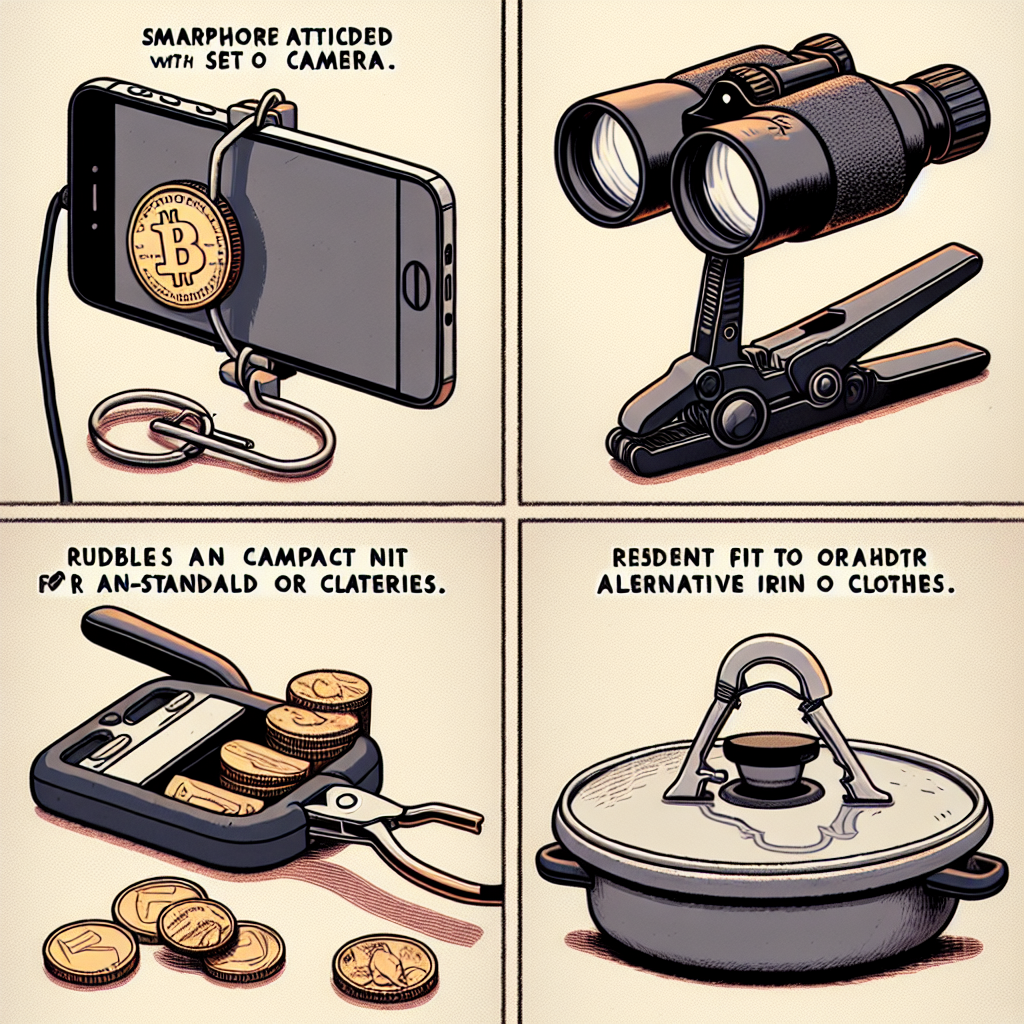 SMARPHORE ATTICDED
WITH SET O CAMERA.
RUDBLES AN CAMPACT NIT
FOR AN-STANDALD OR CLATERIES.
RESDENT FIT TO ORAHDTR
ALERNATIVE IRIN O CLOTHES.